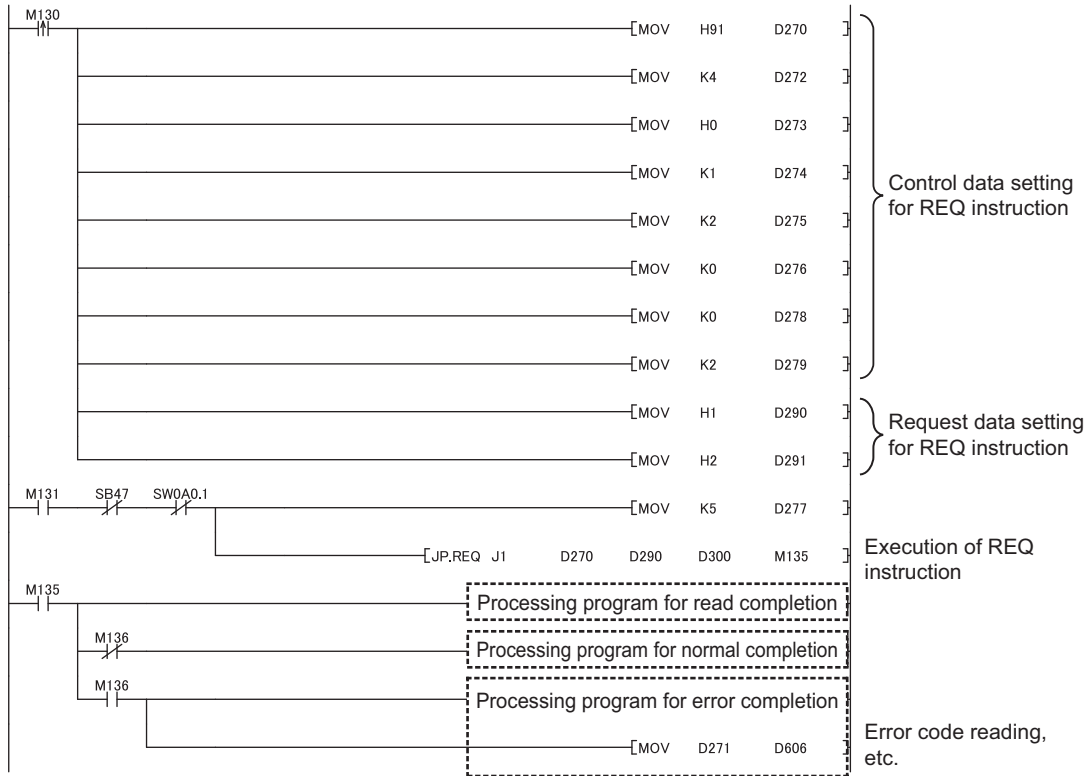 M130
MOV H91 D270
MOV K4 D272
MOV H0 D273
MOV K1 D274
MOV K2 D275
MOV K0 D276
MOV K0 D278
MOV K2 D279
Control data setting
for REQ instruction
MOV H1 D290
MOV H2 D291
Request data setting
for REQ instruction
M131 SB47 SW0A0.1
MOV K5 D277
JP.REQ J1 D270 D290 D300 M135
Execution of REQ
instruction
M135
Processing program for read completion
M136
Processing program for normal completion
M136
Processing program for error completion
MOV D271 D606
Error code reading,
etc.